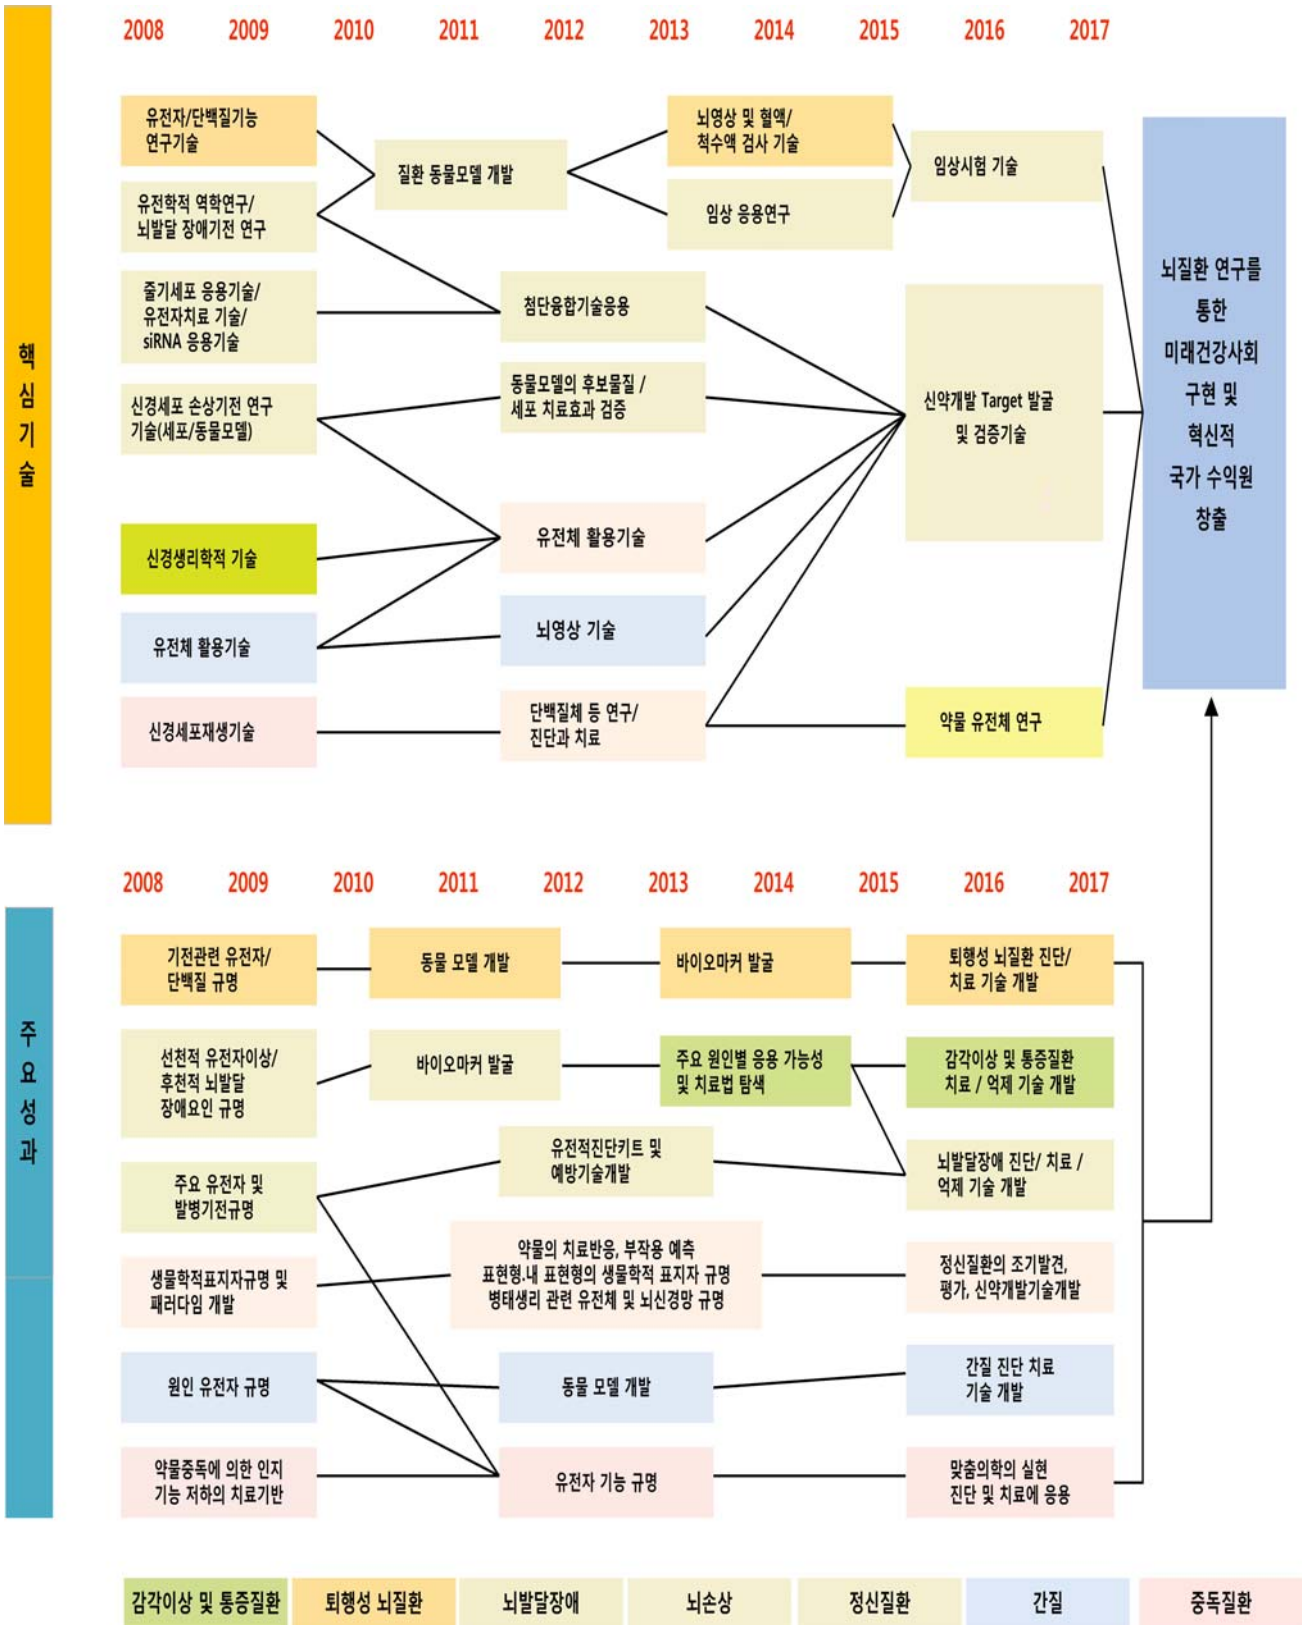 2008 2009 2010 2011 2012 2013 2014 2015 2016 2017
핵
심
기
술
유전자/단백질기능
연구기술
유전학적 역학연구/
뇌발달 장애기전 연구
줄기세포 응용기술/
유전자치료 기술/
siRNA 응용기술
신경세포 손상기전 연구
기술(세포/동물모델)
신경생리학적 기술
유전체 활용기술
신경세포재생기술
질환 동물모델 개발
첨단융합기술응용
동물모델의 후보물질 /
세포 치료효과 검증
유전체 활용기술
뇌영상 기술
단백질체 등 연구/
진단과 치료
뇌영상 및 혈액/
척수액 검사 기술
임상 응용연구
임상시험 기술
신약개발 Target 발굴
및 검증기술
약물 유전체 연구
뇌질환 연구를
통한
미래건강사회
구현 및
혁신적
국가 수익원
창출
2008 2009 2010 2011 2012 2013 2014 2015 2016 2017
주
요
성
과
기전관련 유전자/
단백질 규명
동물 모델 개발
바이오마커 발굴
퇴행성 뇌질환 진단/
치료 기술 개발
선천적 유전자이상/
후천적 뇌발달
장애요인 규명
바이오마커 발굴
주요 원인별 응용 가능성
및 치료법 탐색
감각이상 및 통증질환
치료 / 억제 기술 개발
주요 유전자 및
발병기전규명
유전적진단키트 및
예방기술개발
뇌발달장애 진단/ 치료 /
억제 기술 개발
생물학적표지자규명 및
패러다임 개발
약물의 치료반응, 부작용 예측
표현형.내 표현형의 생물학적 표지자 규명
병태생리 관련 유전체 및 뇌신경망 규명
정신질환의 조기발견,
평가, 신약개발기술개발
원인 유전자 규명
동물 모델 개발
간질 진단 치료
기술 개발
약물중독에 의한 인지
기능 저하의 치료기반
유전자 기능 규명
맞춤의학의 실현
진단 및 치료에 응용
감각이상 및 통증질환
퇴행성 뇌질환
뇌발달장애
뇌손상
정신질환
간질
중독질환